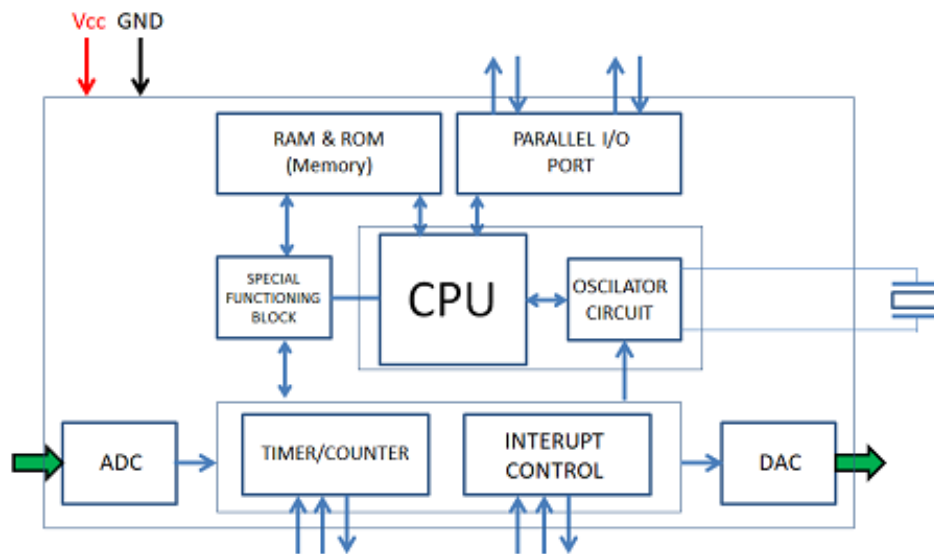 Vcc GND
RAM & ROM
(Memory)
PARALLEL I/O
PORT
SPECIAL
FUNCTIONING
BLOCK
CPU
OSCILATOR
CIRCUIT
ADC
TIMER/COUNTER
INTERUPT
CONTROL
DAC